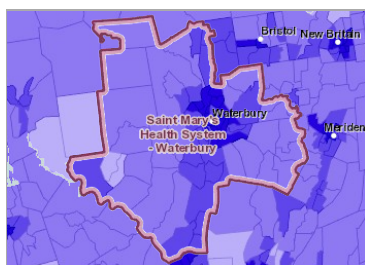 Bristol
New Britain
Saint Mary's
Health System
- Waterbury
Waterbury
Meriden